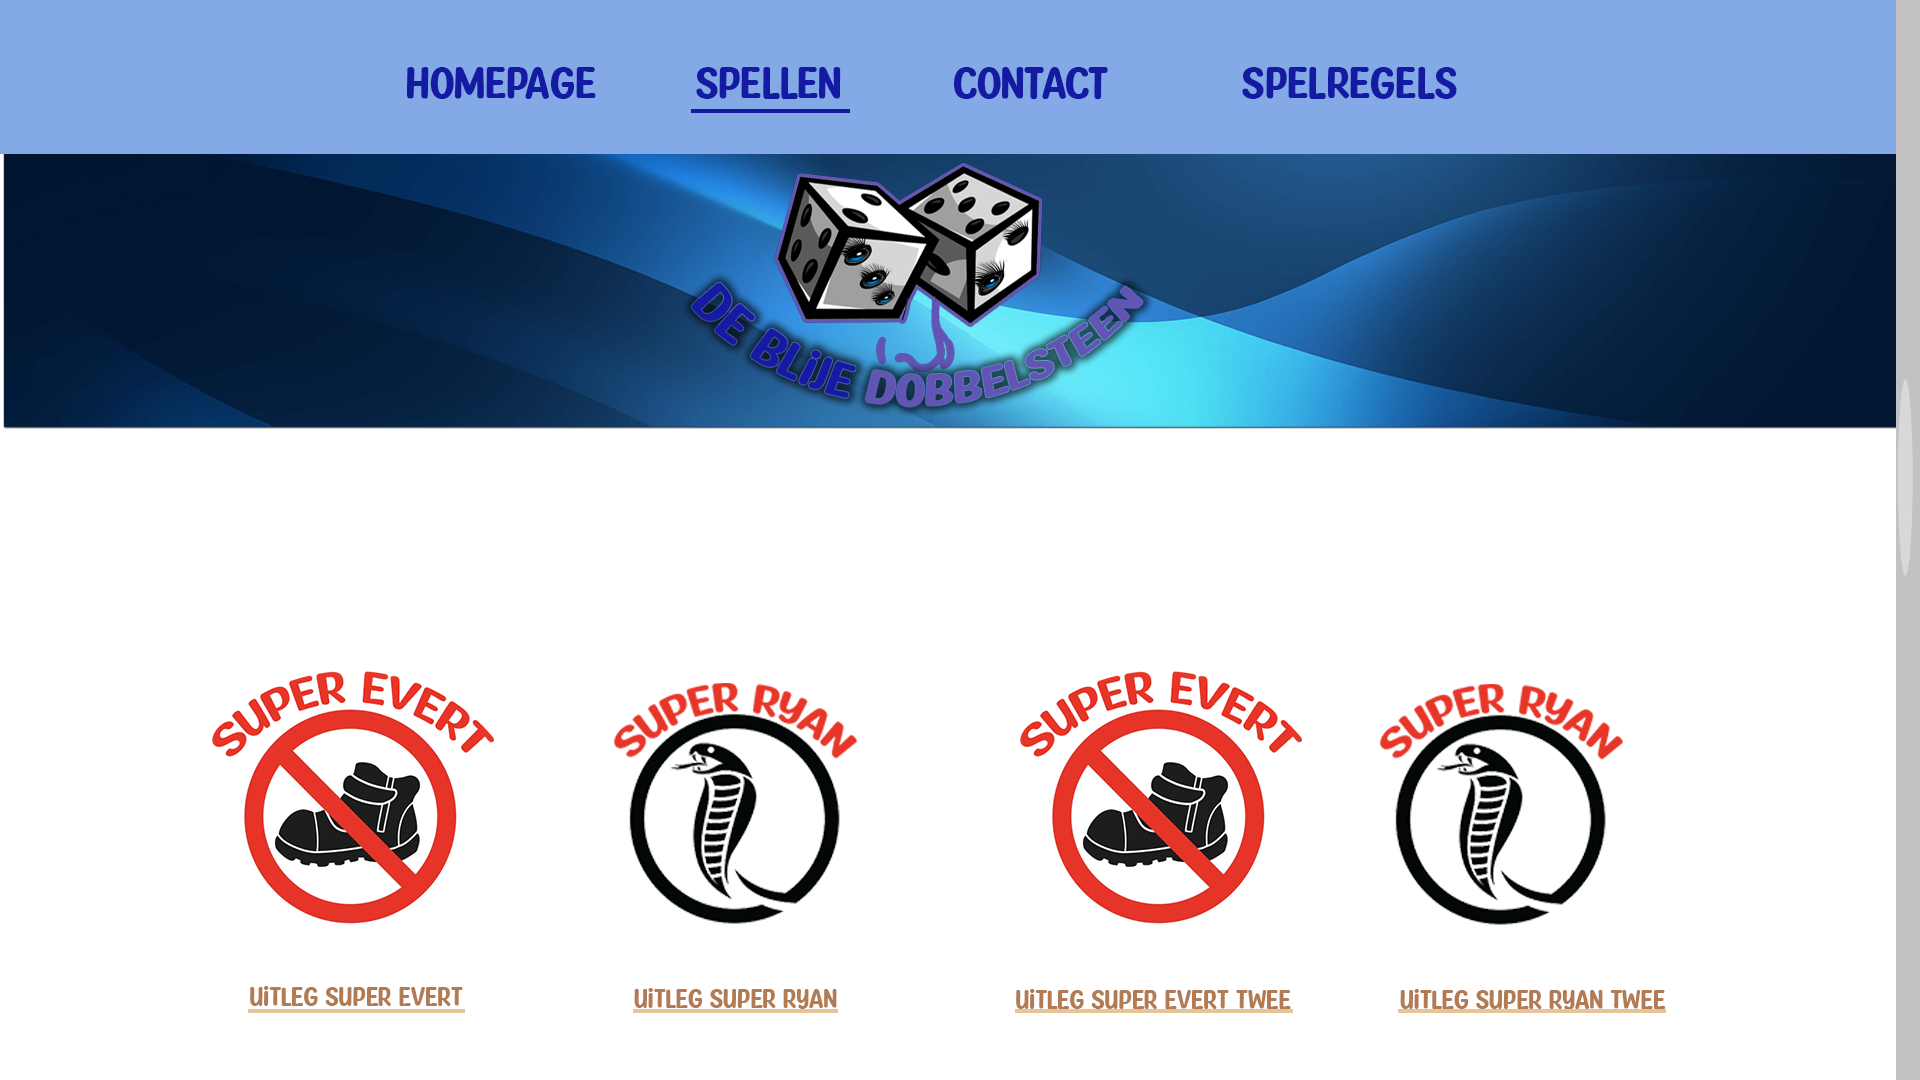 HOMEPAGE SPELLEN CONTACT SPELREGELS
DE BLIJE DOBBELSTEEN
SUPER EVERT SUPER RYAN SUPER EVERT SUPER RYAN
UITLEG SUPER EVERT UITLEG SUPER RYAN UITLEG SUPER EVERT TWEE UITLEG SUPER RYAN TWEE